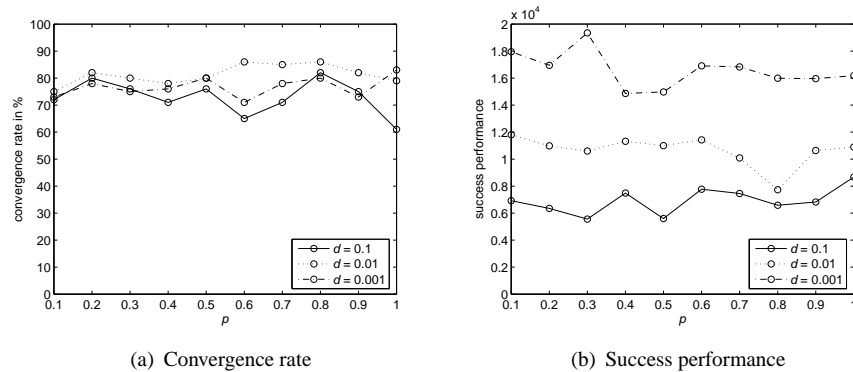 100
90
80
70
60
50
40
30
20
10
0
0.1 0.2 0.3 0.4 0.5 0.6 0.7 0.8 0.9 1
convergence rate in %
p
d = 0.1
d = 0.01
d = 0.001
(a) Convergence rate
x 10^4
2
1.8
1.6
1.4
1.2
1
0.8
0.6
0.4
0.2
0
0.1 0.2 0.3 0.4 0.5 0.6 0.7 0.8 0.9 1
success performance
p
d = 0.1
d = 0.01
d = 0.001
(b) Success performance